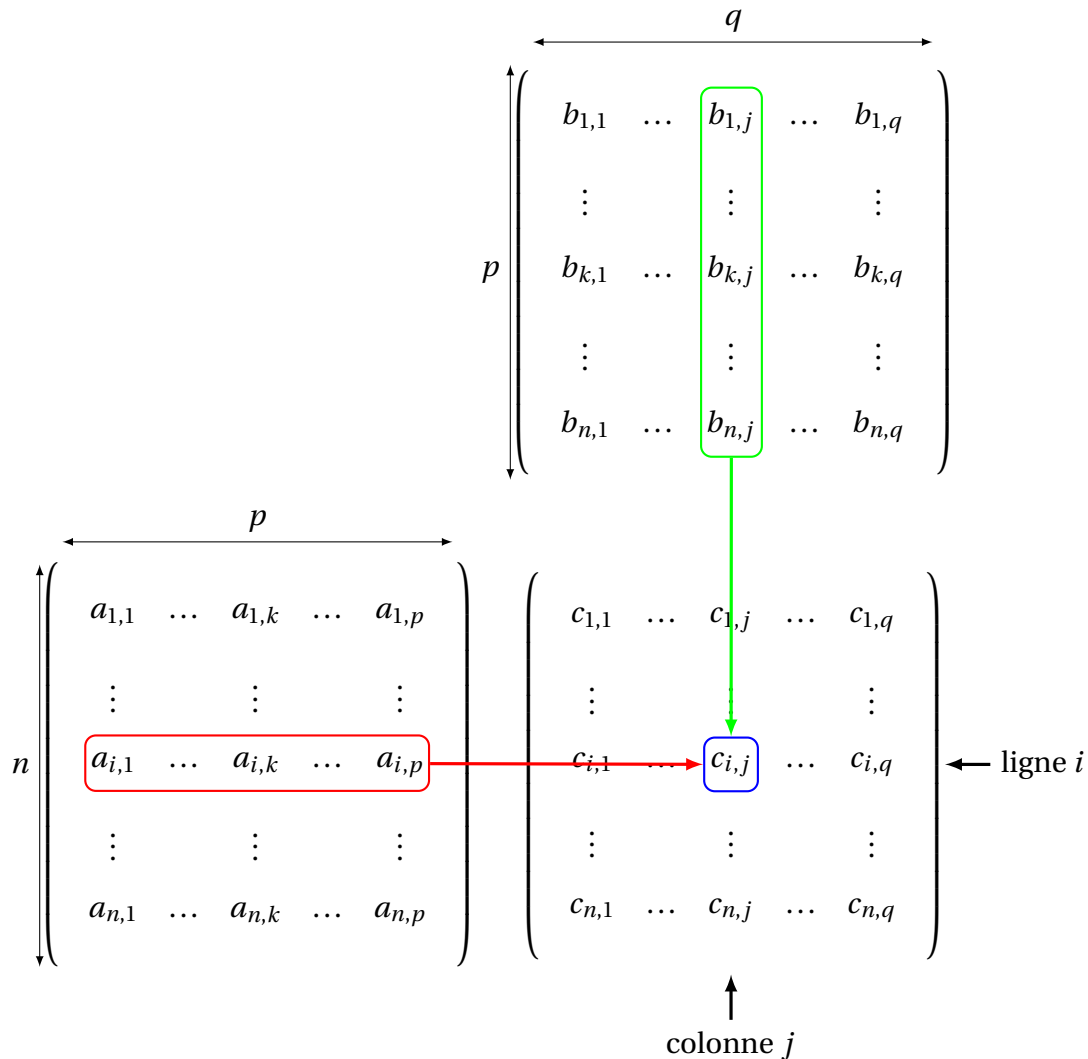 q
p
b1,1 … b1,j … b1,q
⋮ ⋮ ⋮
bk,1 … bk,j … bk,q
⋮ ⋮ ⋮
bn,1 … bn,j … bn,q
p
n
a1,1 … a1,k … a1,p
⋮ ⋮ ⋮
ai,1 … ai,k … ai,p
⋮ ⋮ ⋮
an,1 … an,k … an,p
c1,1 … c1,j … c1,q
⋮ ⋮ ⋮
ci,1 … ci,j … ci,q
⋮ ⋮ ⋮
cn,1 … cn,j … cn,q
ligne i
colonne j